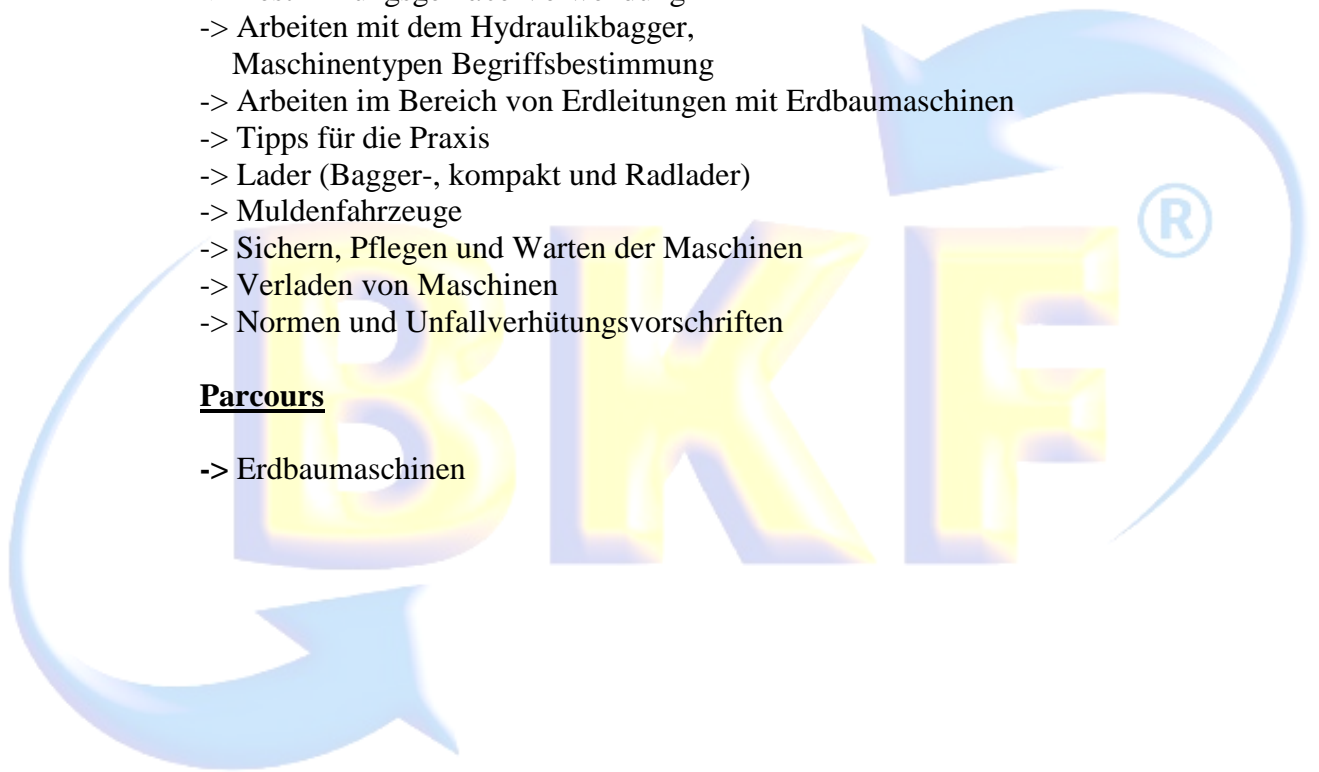 -> Arbeiten mit dem Hydraulikbagger,
Maschinentypen Begriffsbestimmung
-> Arbeiten im Bereich von Erdleitungen mit Erdbaumaschinen
-> Tipps für die Praxis
-> Lader (Bagger-, kompakt und Radlader)
-> Muldenfahrzeuge
-> Sichern, Pflegen und Warten der Maschinen
-> Verladen von Maschinen
-> Normen und Unfallverhütungsvorschriften
Parcours
-> Erdbaumaschinen
BKF ®